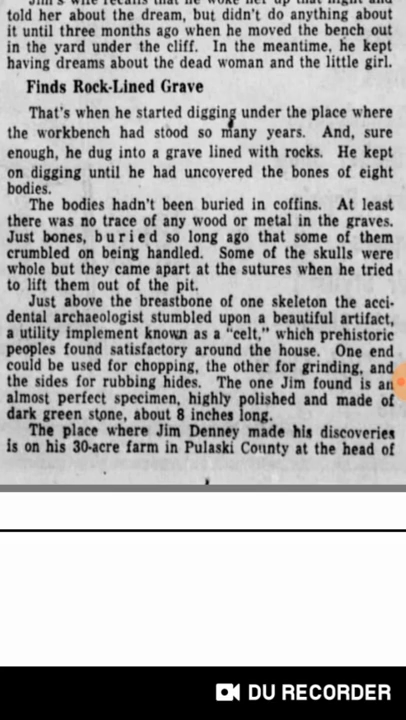 Jim's wife recalls that he woke her up that night and
told her about the dream, but didn't do anything about
it until three months ago when he moved the bench out
in the yard under the cliff. In the meantime, he kept
having dreams about the dead woman and the little girl.
Finds Rock-Lined Grave
That's when he started digging under the place where
the workbench had stood so many years. And, sure
enough, he dug into a grave lined with rocks. He kept
on digging until he had uncovered the bones of eight
bodies.
The bodies hadn't been buried in coffins. At least
there was no trace of any wood or metal in the graves.
Just bones, buried so long ago that some of them
crumbled on being handled. Some of the skulls were
whole but they came apart at the sutures when he tried
to lift them out of the pit.
Just above the breastbone of one skeleton the acci-
dental archaeologist stumbled upon a beautiful artifact,
a utility implement known as a "celt," which prehistoric
peoples found satisfactory around the house. One end
could be used for chopping, the other for grinding, and
the sides for rubbing hides. The one Jim found is an
almost perfect specimen, highly polished and made of
dark green stone, about 8 inches long.
The place where Jim Denney made his discoveries
is on his 30-acre farm in Pulaski County at the head of
DU RECORDER